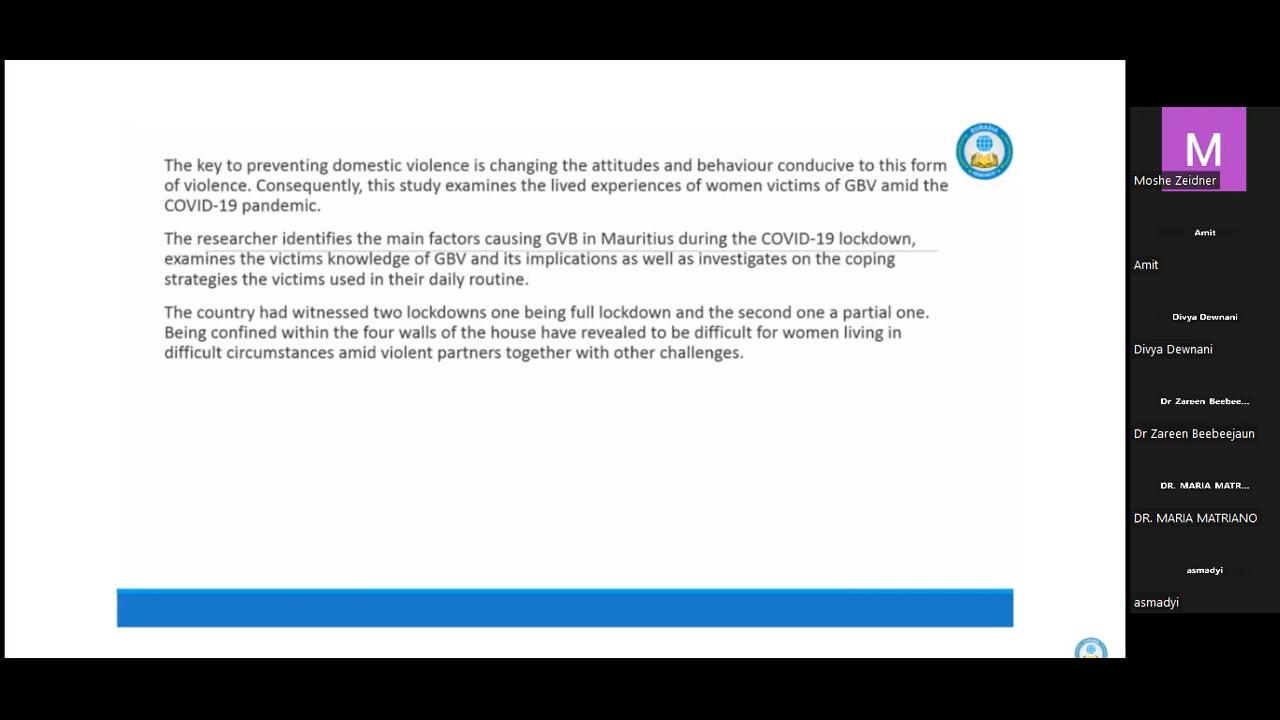 The key to preventing domestic violence is changing the attitudes and behaviour conducive to this form
of violence. Consequently, this study examines the lived experiences of women victims of GBV amid the
COVID-19 pandemic.
The researcher identifies the main factors causing GVB in Mauritius during the COVID-19 lockdown,
examines the victims knowledge of GBV and its implications as well as investigates on the coping
strategies the victims used in their daily routine.
The country had witnessed two lockdowns one being full lockdown and the second one a partial one.
Being confined within the four walls of the house have revealed to be difficult for women living in
difficult circumstances amid violent partners together with other challenges.
EURASIA
M
Moshe Zeidner
Amit
Amit
Divya Dewnani
Divya Dewnani
Dr Zareen Beebee...
Dr Zareen Beebeejaun
DR. MARIA MATR...
DR. MARIA MATRIANO
asmadyi
asmadyi